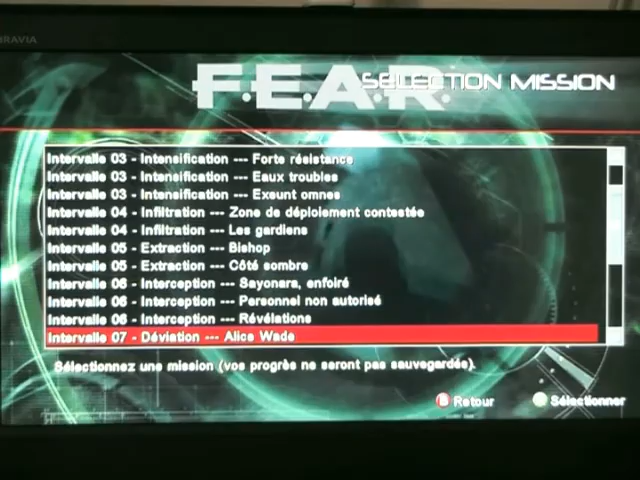 BRAVIA
F.E.A.R.
SELECTION MISSION
Intervalle 03 - Intensification --- Forte résistance
Intervalle 03 - Intensification --- Eaux troubles
Intervalle 03 - Intensification --- Exeunt omnes
Intervalle 04 - Infiltration --- Zone de déploiement contestée
Intervalle 04 - Infiltration --- Les gardiens
Intervalle 05 - Extraction --- Bishop
Intervalle 05 - Extraction --- Côté sombre
Intervalle 06 - Interception --- Sayonara, enfoiré
Intervalle 06 - Interception --- Personnel non autorisé
Intervalle 06 - Interception --- Révélations
Intervalle 07 - Déviation --- Alice Wade
Sélectionnez une mission (vos progrès ne seront pas sauvegardés).
B Retour
Sélectionner